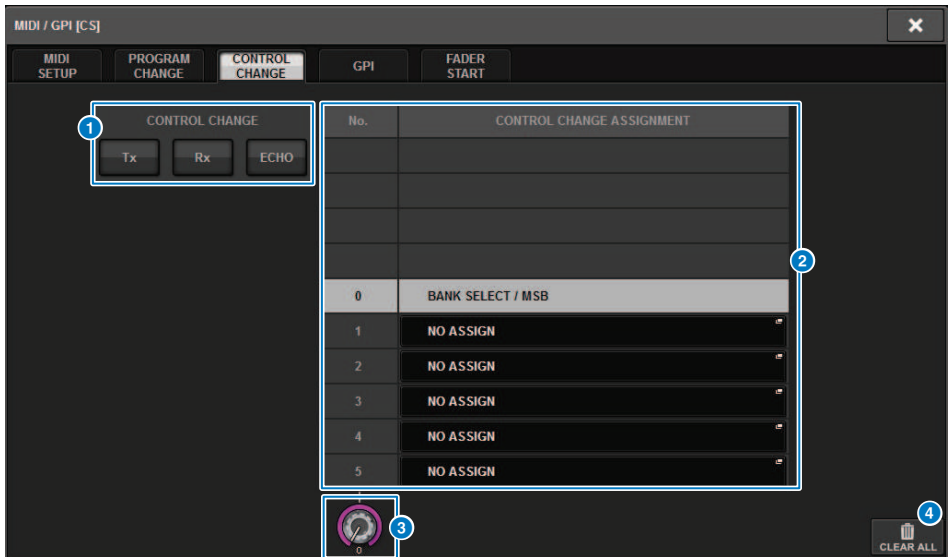 MIDI / GPI [CS]
MIDI SETUP
PROGRAM CHANGE
CONTROL CHANGE
GPI
FADER START
1
CONTROL CHANGE
Tx Rx ECHO
No. CONTROL CHANGE ASSIGNMENT
2
0 BANK SELECT / MSB
1 NO ASSIGN
2 NO ASSIGN
3 NO ASSIGN
4 NO ASSIGN
5 NO ASSIGN
3
0
4
CLEAR ALL